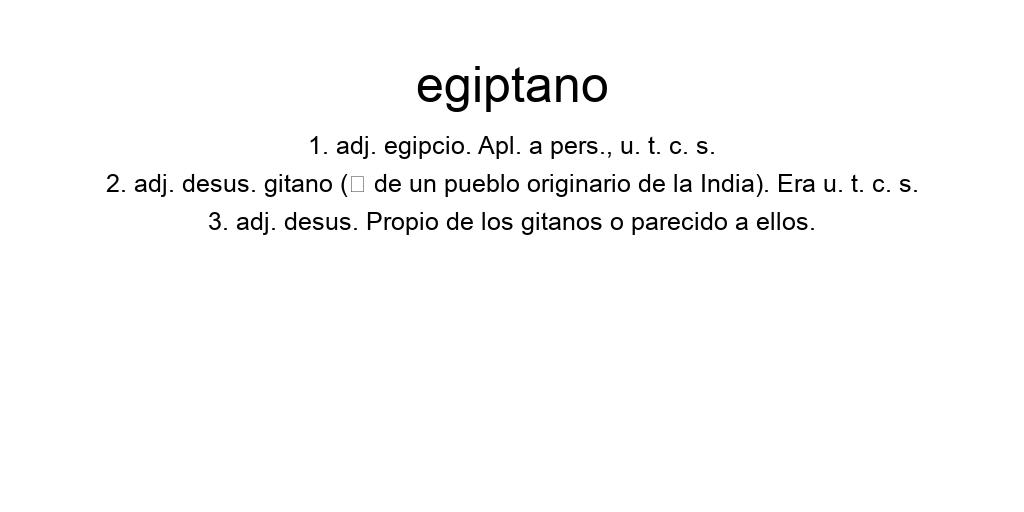 egiptano
1. adj. egipcio. Apl. a pers., u. t. c. s.
2. adj. desus. gitano (□ de un pueblo originario de la India). Era u. t. c. s.
3. adj. desus. Propio de los gitanos o parecido a ellos.